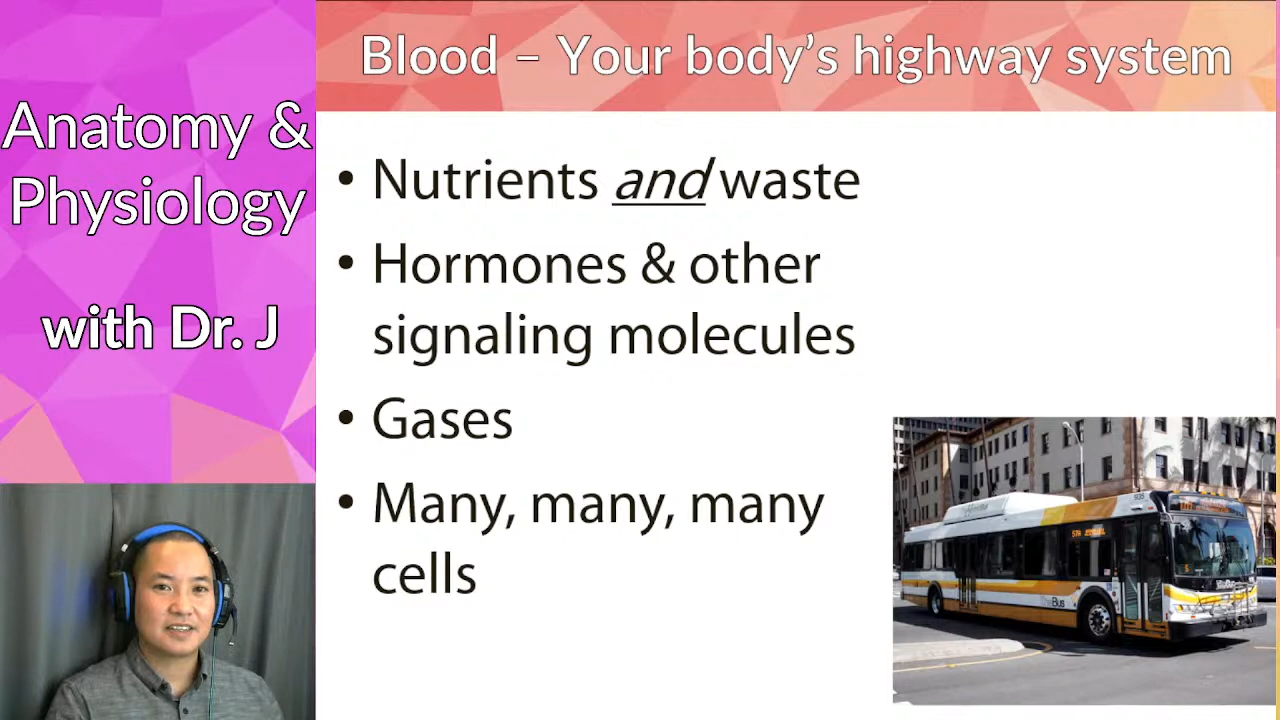 Anatomy &
Physiology
with Dr. J
Blood – Your body's highway system
• Nutrients and waste
• Hormones & other
signaling molecules
• Gases
• Many, many, many
cells
TheBus